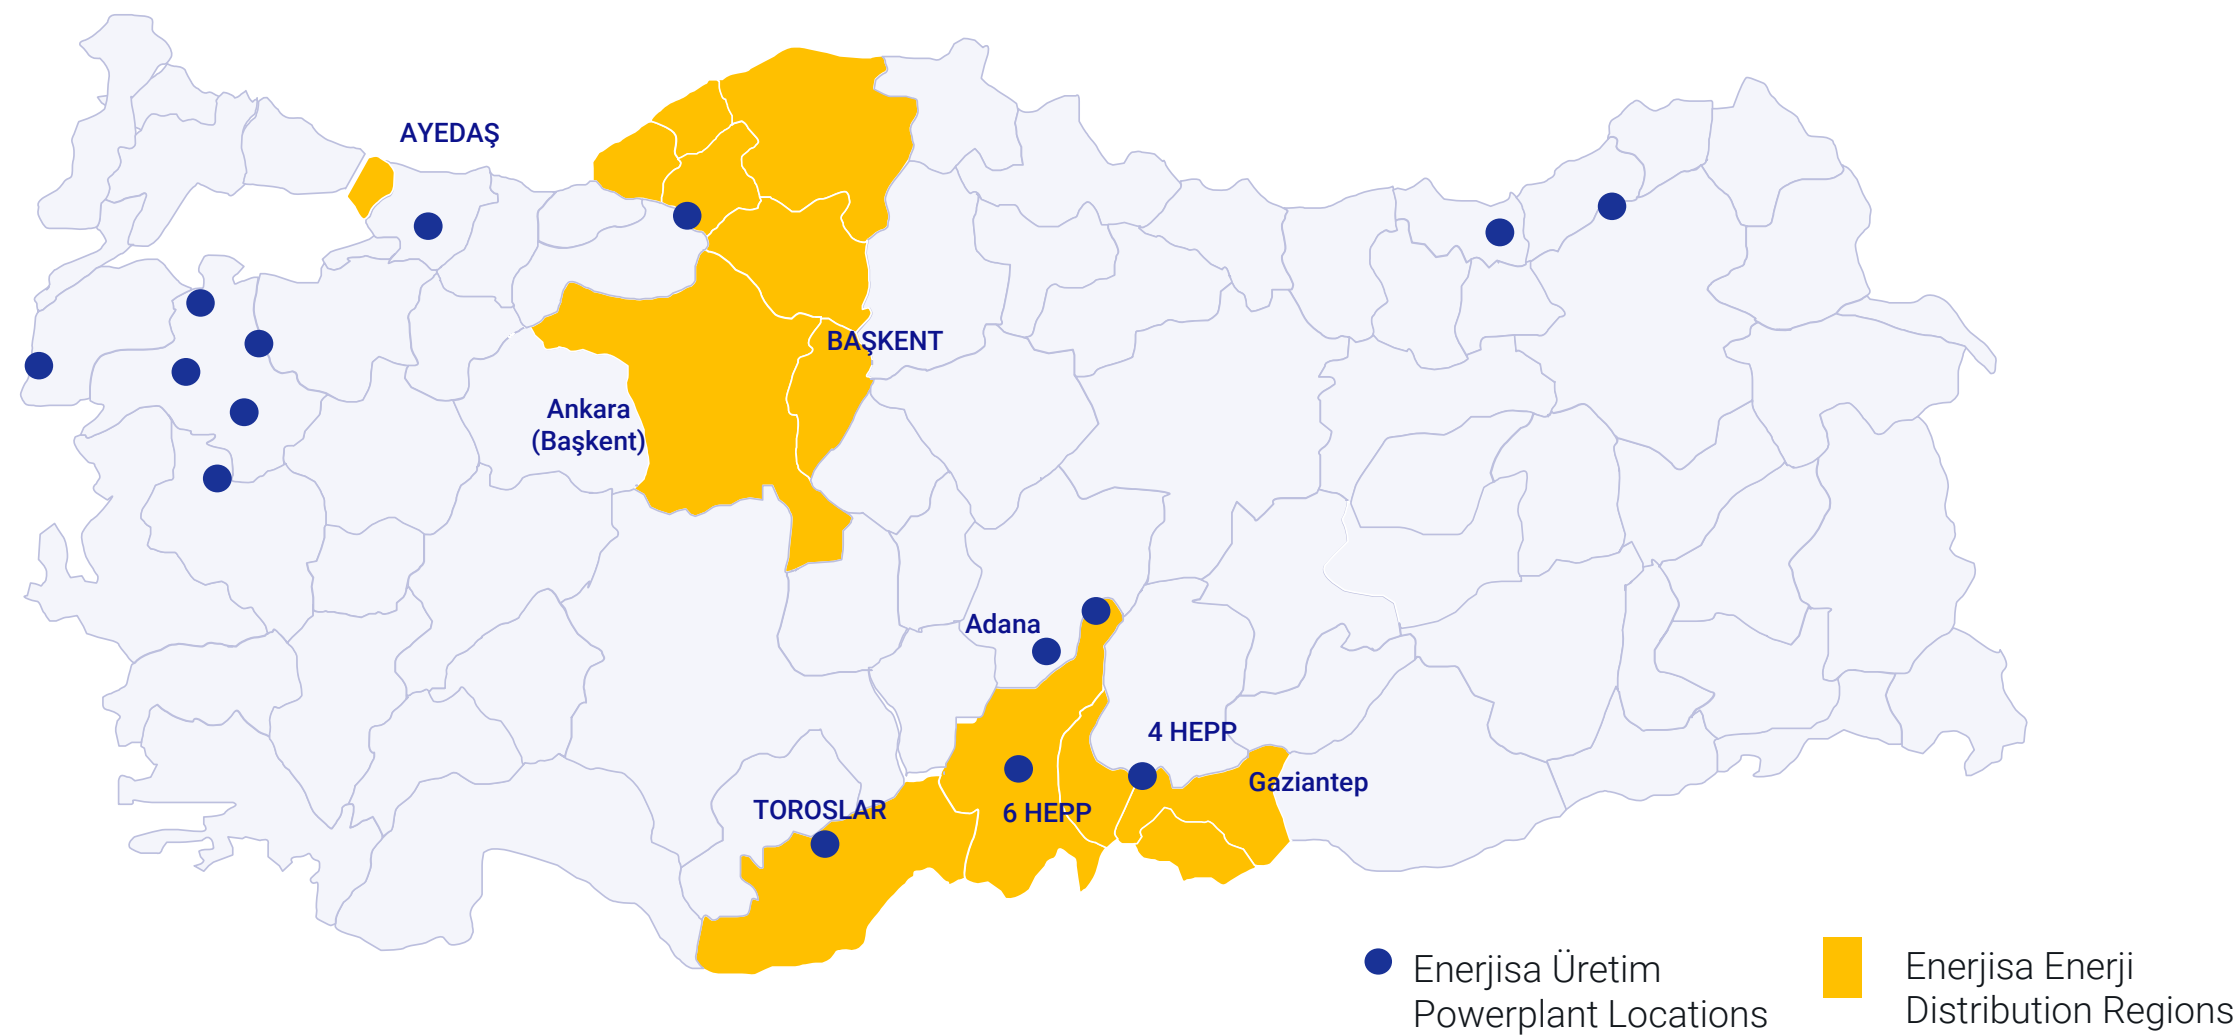 AYEDAŞ
BAŞKENT
Ankara
(Başkent)
Adana
4 HEPP
Gaziantep
TOROSLAR
6 HEPP
Enerjisa Üretim
Powerplant Locations
Enerjisa Enerji
Distribution Regions